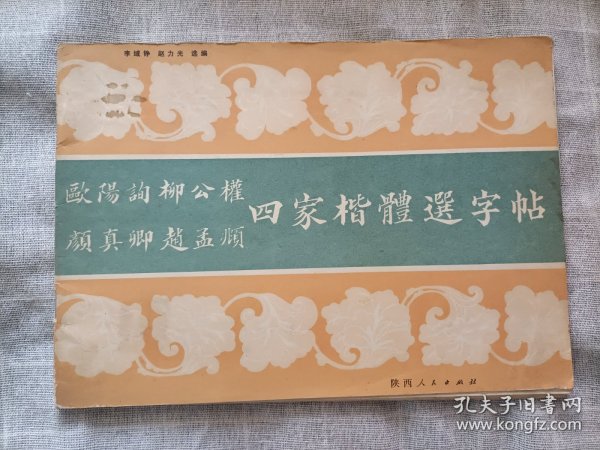 李域铮 赵力光 选编
歐陽詢柳公權
顏真卿趙孟頫
四家楷體選字帖
陕西人民出版社
孔夫子旧书网
www.kongfz.com